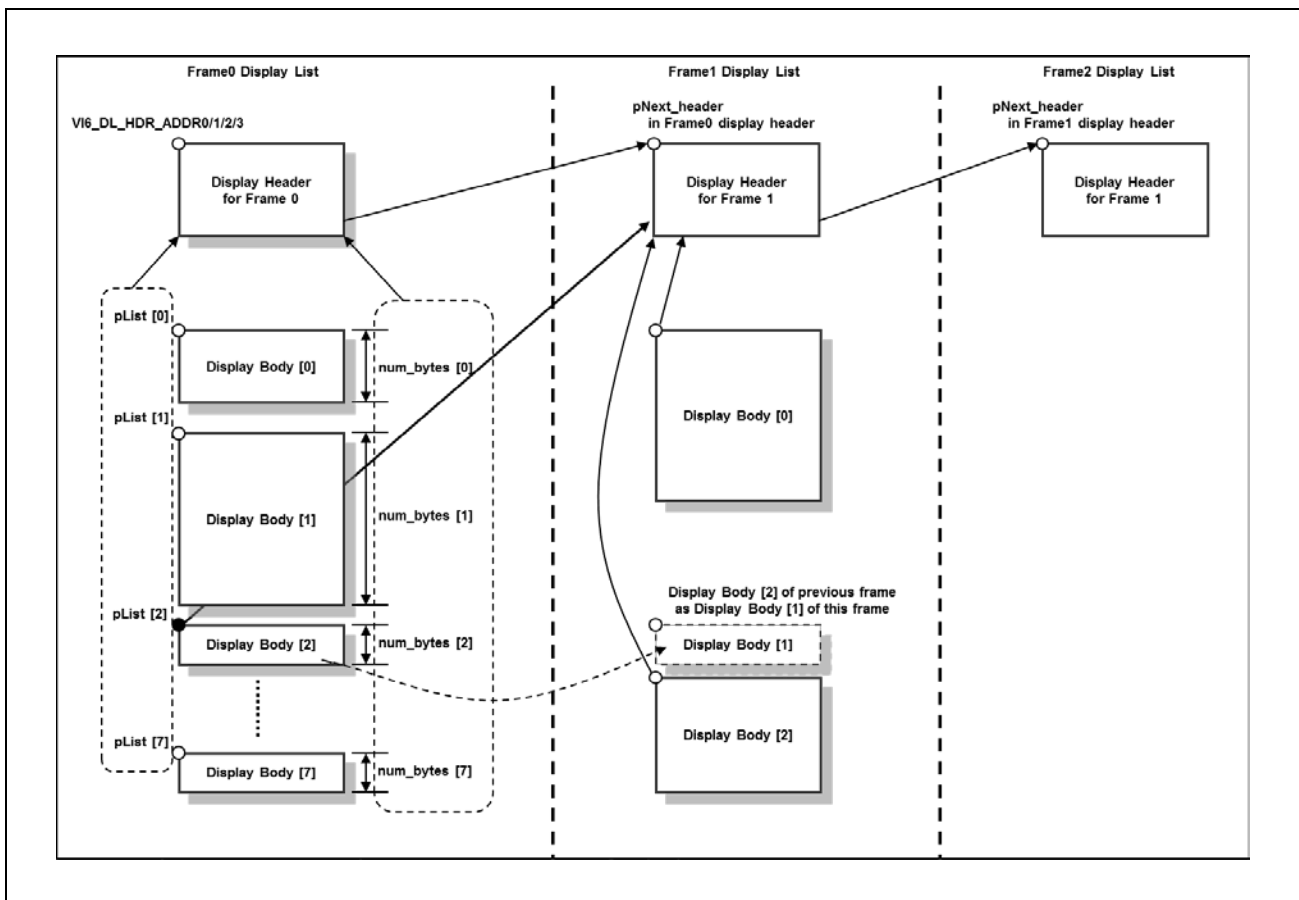 Frame0 Display List
Frame1 Display List
Frame2 Display List
VI6_DL_HDR_ADDR0/1/2/3
pNext_header
in Frame0 display header
pNext_header
in Frame1 display header
Display Header
for Frame 0
Display Header
for Frame 1
Display Header
for Frame 1
pList [0]
Display Body [0]
num_bytes [0]
pList [1]
Display Body [1]
num_bytes [1]
pList [2]
Display Body [2]
num_bytes [2]
pList [7]
Display Body [7]
num_bytes [7]
Display Body [0]
Display Body [2] of previous frame
as Display Body [1] of this frame
Display Body [1]
Display Body [2]